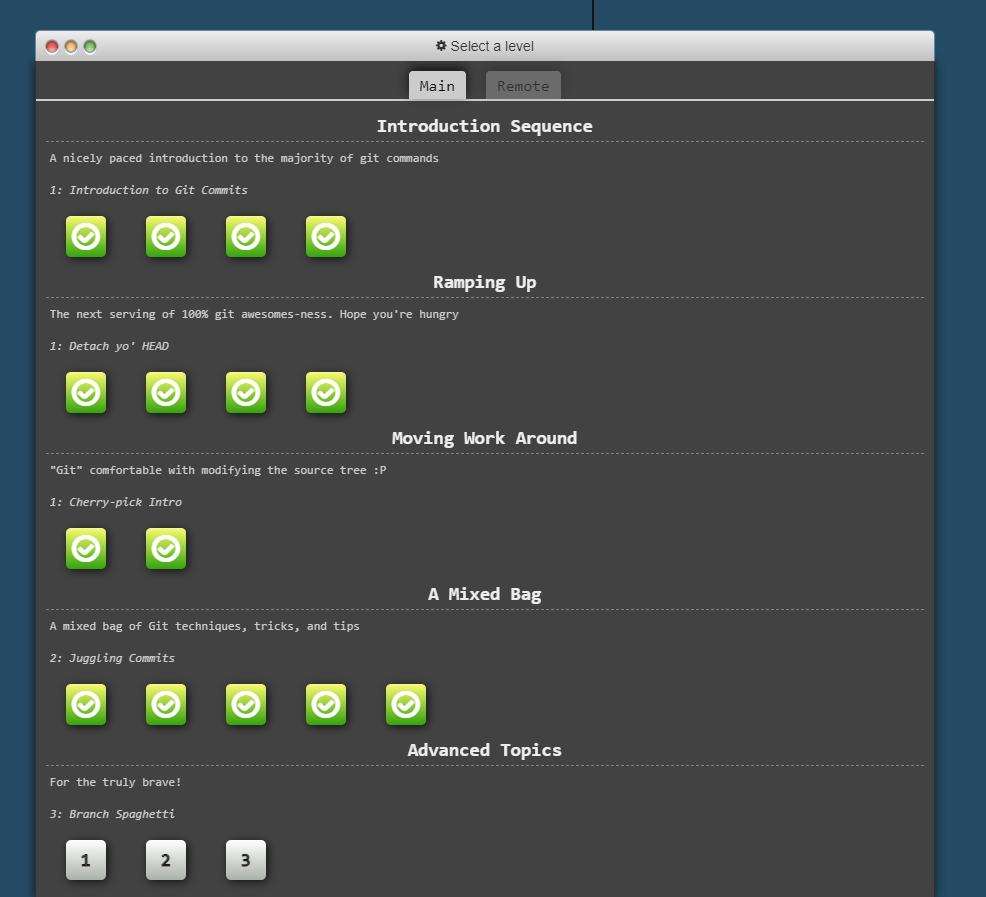 Select a level
Main Remote
Introduction Sequence
A nicely paced introduction to the majority of git commands
1: Introduction to Git Commits
Ramping Up
The next serving of 100% git awesomes-ness. Hope you're hungry
1: Detach yo' HEAD
Moving Work Around
"Git" comfortable with modifying the source tree :P
1: Cherry-pick Intro
A Mixed Bag
A mixed bag of Git techniques, tricks, and tips
2: Juggling Commits
Advanced Topics
For the truly brave!
3: Branch Spaghetti
1 2 3